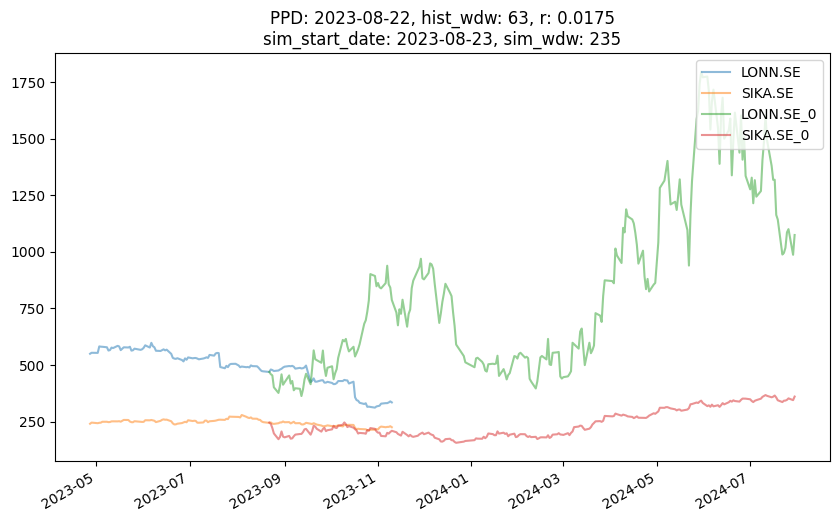 PPD: 2023-08-22, hist_wdw: 63, r: 0.0175
sim_start_date: 2023-08-23, sim_wdw: 235
LONN.SE
SIKA.SE
LONN.SE_0
SIKA.SE_0
1750
1500
1250
1000
750
500
250
2023-05
2023-07
2023-09
2023-11
2024-01
2024-03
2024-05
2024-07